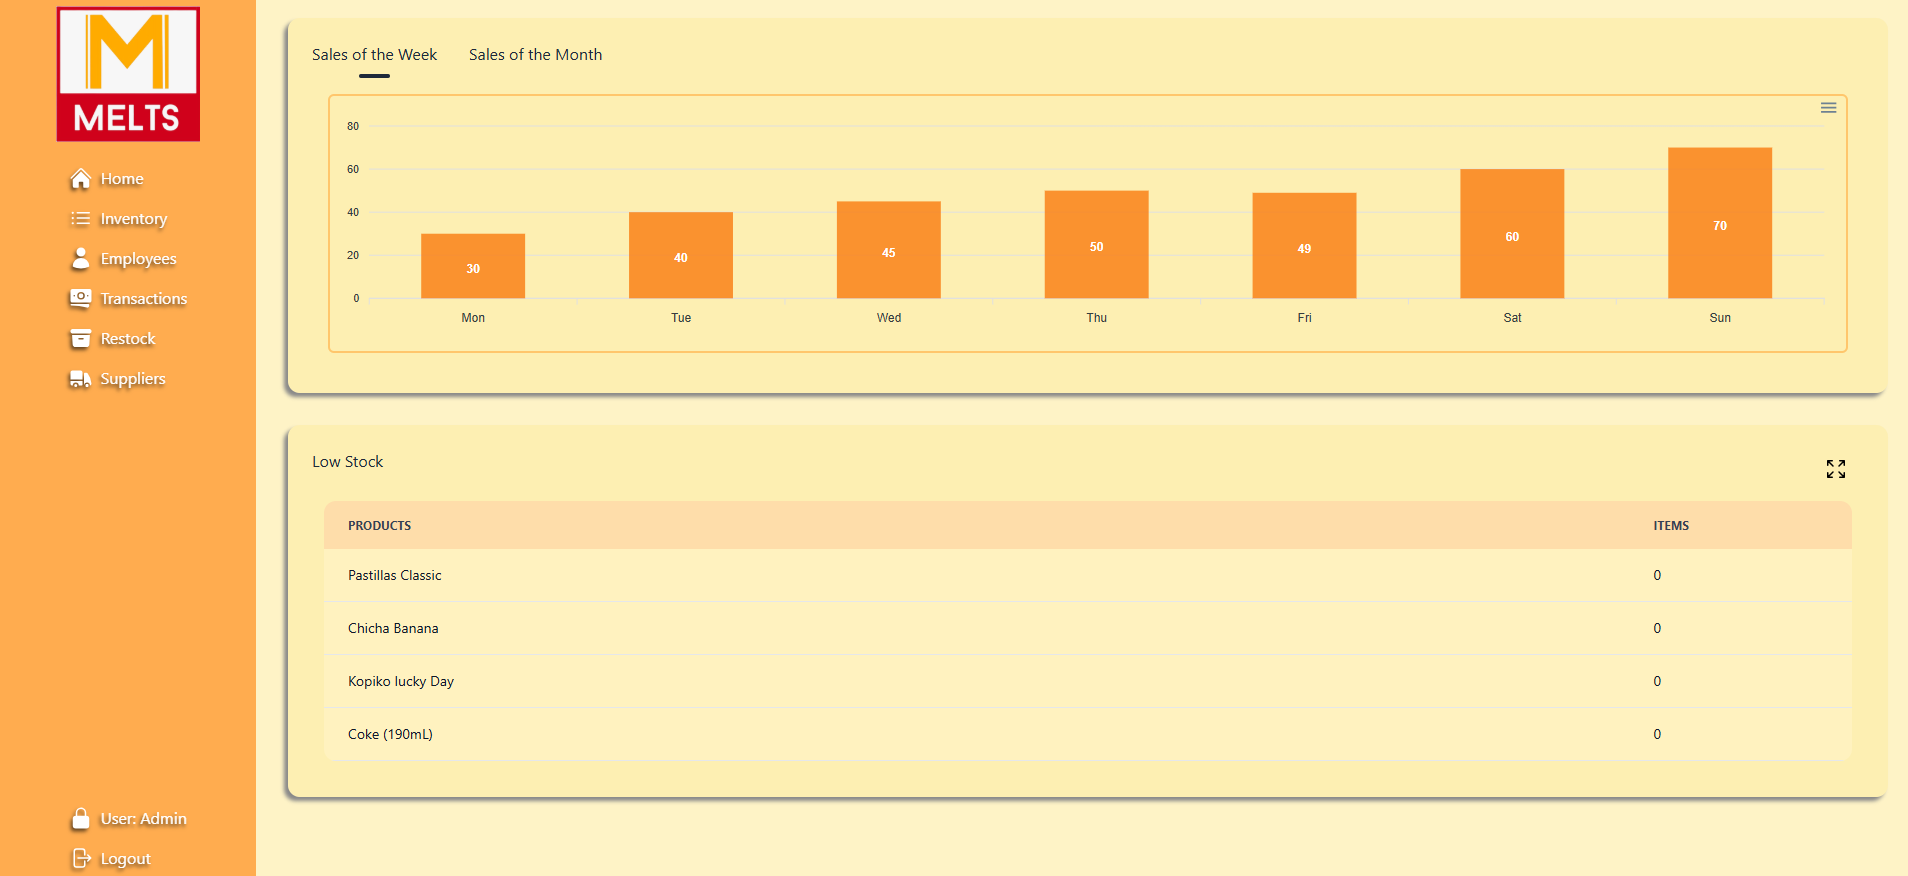 M
MELTS
Home
Inventory
Employees
Transactions
Restock
Suppliers
User: Admin
Logout
Sales of the Week Sales of the Month
80
60
40
20
0
30 40 45 50 49 60 70
Mon Tue Wed Thu Fri Sat Sun
Low Stock
PRODUCTS ITEMS
Pastillas Classic 0
Chicha Banana 0
Kopiko lucky Day 0
Coke (190mL) 0